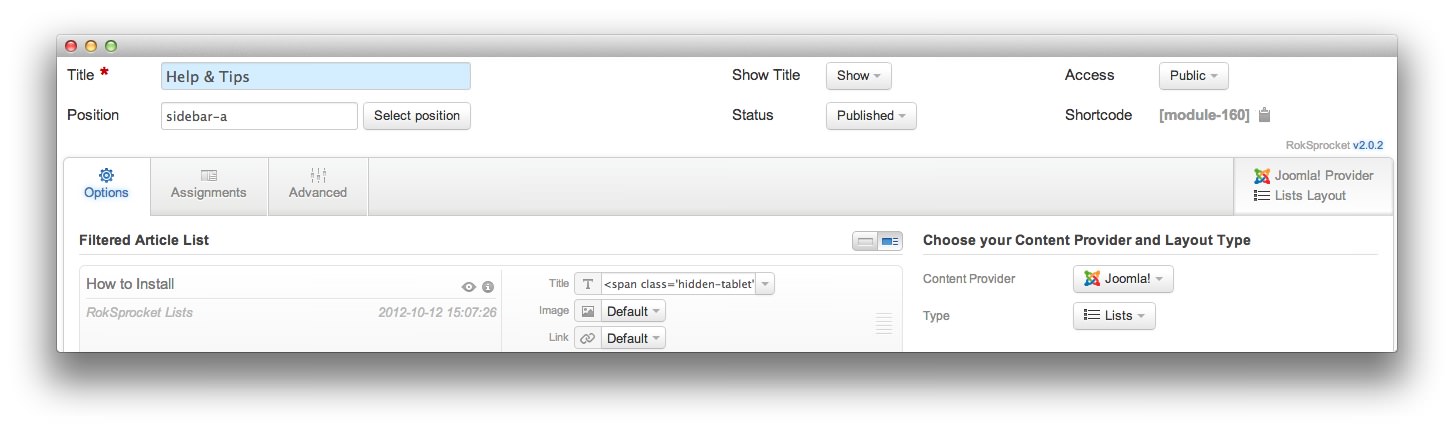 Title * Help & Tips Show Title Show Access Public
Position sidebar-a Select position Status Published Shortcode [module-160]
RokSprocket v2.0.2
Options Assignments Advanced
Joomla! Provider
Lists Layout
Filtered Article List
How to Install
RokSprocket Lists 2012-10-12 15:07:26
Title T <span class='hidden-tablet'
Image Default
Link Default
Choose your Content Provider and Layout Type
Content Provider Joomla!
Type Lists